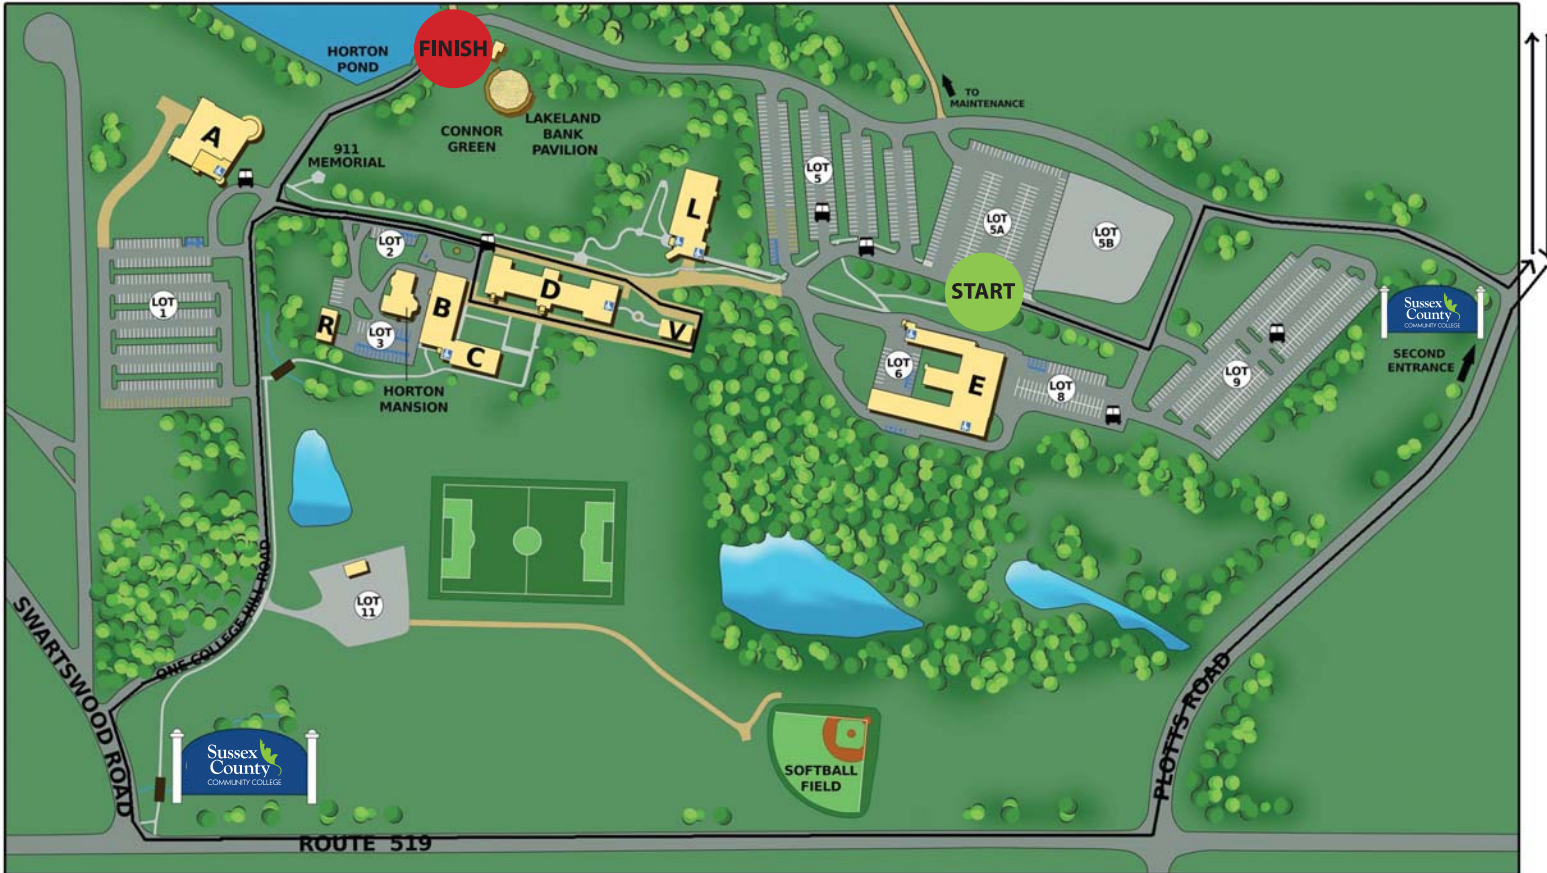 HORTON
POND
FINISH
TO
MAINTENANCE
A
911
MEMORIAL
CONNOR
GREEN
LAKELAND
BANK
PAVILION
LOT
5
L
LOT
5A
LOT
5B
LOT
2
START
LOT
1
R
B
D
V
LOT
3
C
HORTON
MANSION
LOT
6
E
LOT
8
LOT
9
Sussex
County
COMMUNITY COLLEGE
SECOND
ENTRANCE
LOT
11
ONE COLLEGE HILL ROAD
SWARTSWOOD ROAD
PLOTTS ROAD
Sussex
County
COMMUNITY COLLEGE
SOFTBALL
FIELD
ROUTE 519